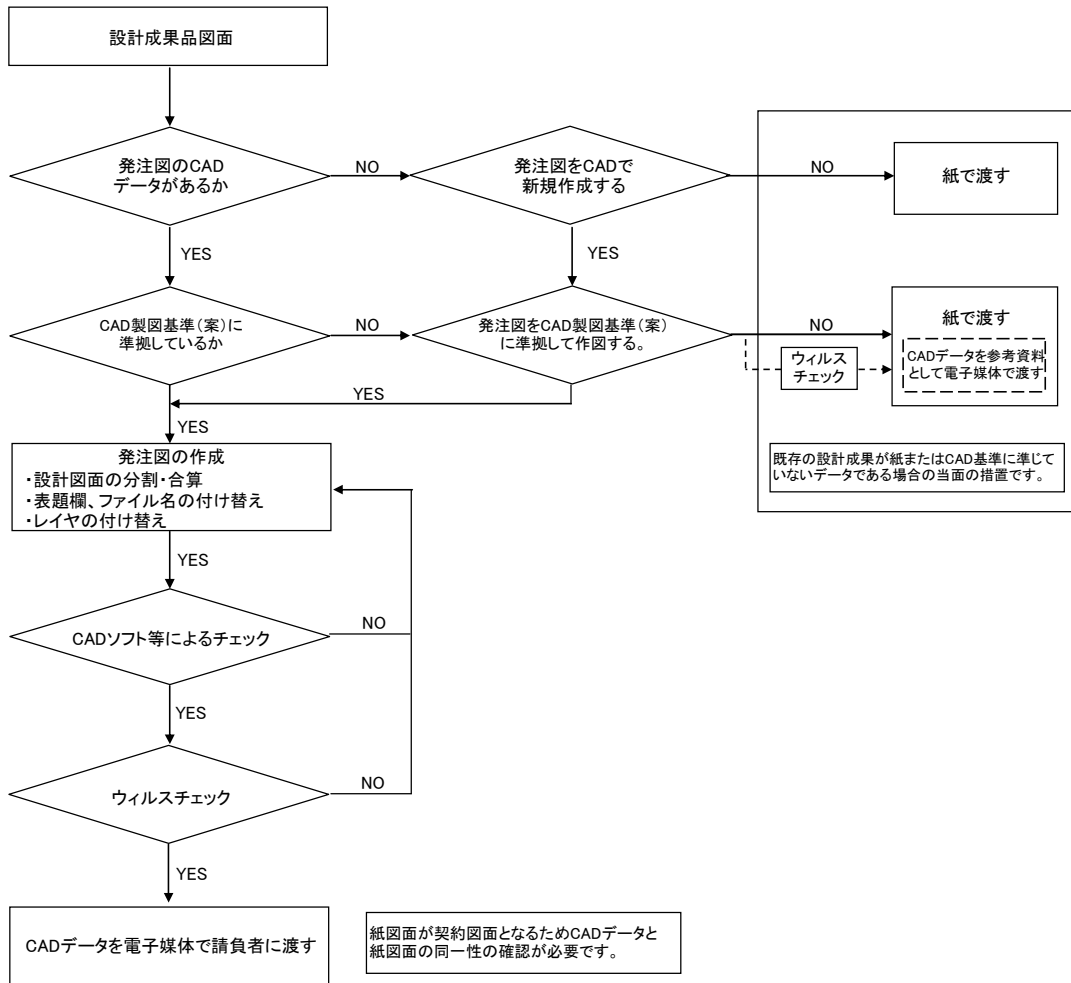 設計成果品図面
発注図のCAD
データがあるか
NO
発注図をCADで
新規作成する
NO
紙で渡す
YES
YES
CAD製図基準(案)に
準拠しているか
NO
発注図をCAD製図基準(案)
に準拠して作図する。
NO
紙で渡す
CADデータを参考資料
として電子媒体で渡す
ウィルス
チェック
YES
YES
発注図の作成
・設計図面の分割・合算
・表題欄、ファイル名の付け替え
・レイヤの付け替え
既存の設計成果が紙またはCAD基準に準じて
いないデータである場合の当面の措置です。
YES
CADソフト等によるチェック
NO
YES
ウィルスチェック
NO
YES
CADデータを電子媒体で請負者に渡す
紙図面が契約図面となるためCADデータと
紙図面の同一性の確認が必要です。